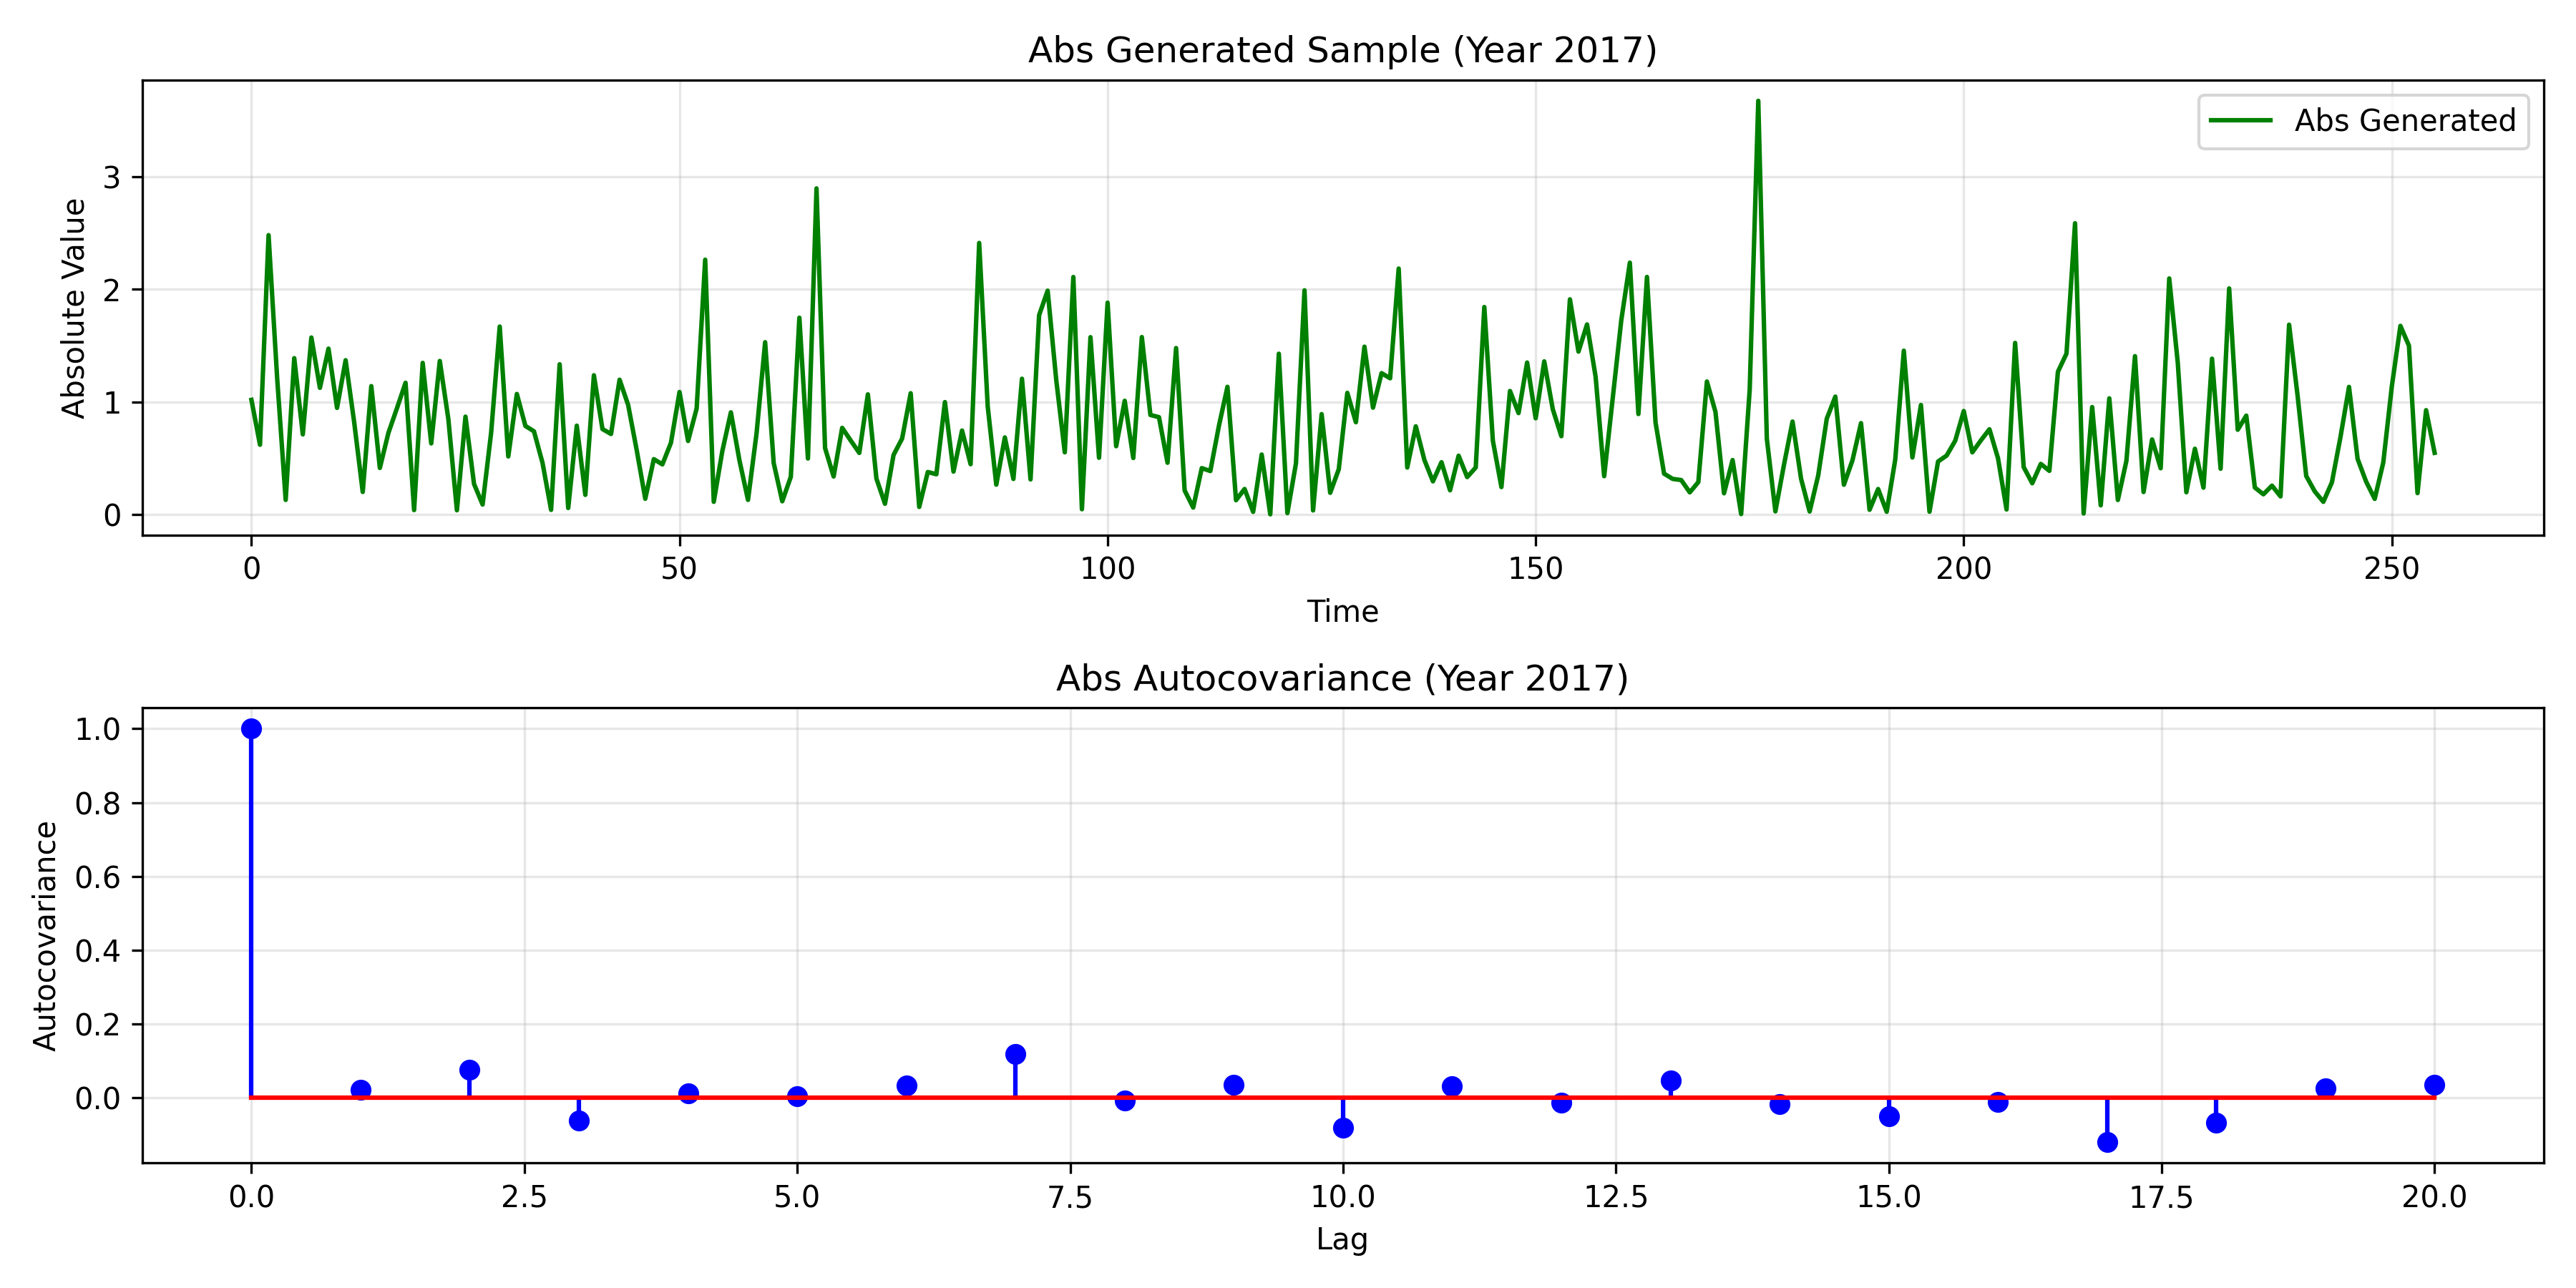 Abs Generated Sample (Year 2017)
Abs Generated
Absolute Value
3
2
1
0
0 50 100 150 200 250
Time
Abs Autocovariance (Year 2017)
Autocovariance
1.0
0.8
0.6
0.4
0.2
0.0
0.0 2.5 5.0 7.5 10.0 12.5 15.0 17.5 20.0
Lag